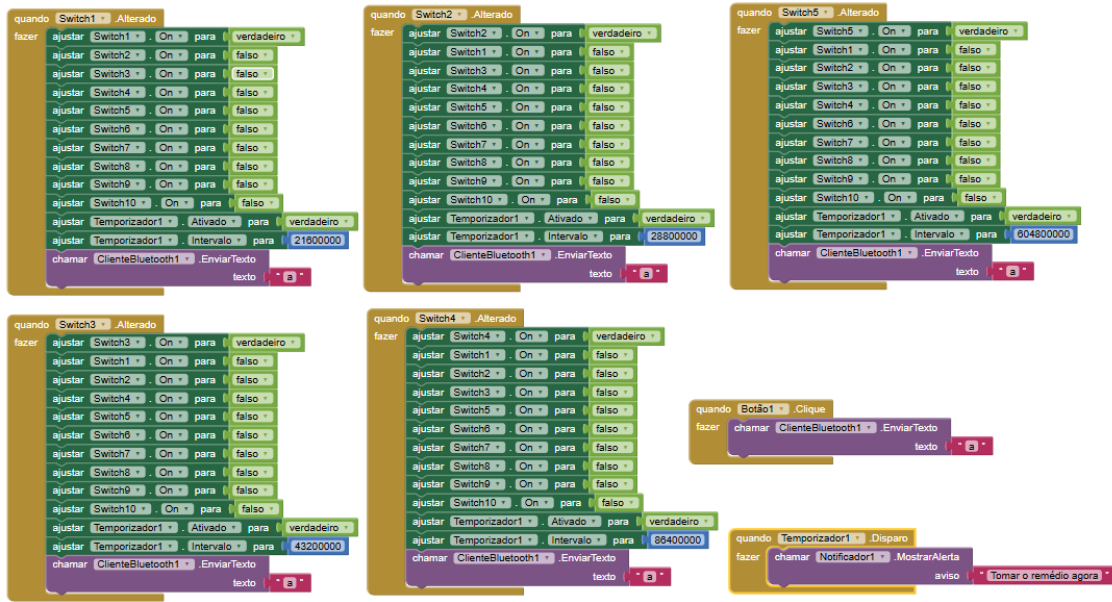 quando Switch1 .Alterado
fazer ajustar Switch1 . On para verdadeiro
ajustar Switch2 . On para falso
ajustar Switch3 . On para falso
ajustar Switch4 . On para falso
ajustar Switch5 . On para falso
ajustar Switch6 . On para falso
ajustar Switch7 . On para falso
ajustar Switch8 . On para falso
ajustar Switch9 . On para falso
ajustar Switch10 . On para falso
ajustar Temporizador1 . Ativado para verdadeiro
ajustar Temporizador1 . Intervalo para 21600000
chamar ClienteBluetooth1 .EnviarTexto
texto " a "
quando Switch2 .Alterado
fazer ajustar Switch2 . On para verdadeiro
ajustar Switch1 . On para falso
ajustar Switch3 . On para falso
ajustar Switch4 . On para falso
ajustar Switch5 . On para falso
ajustar Switch6 . On para falso
ajustar Switch7 . On para falso
ajustar Switch8 . On para falso
ajustar Switch9 . On para falso
ajustar Switch10 . On para falso
ajustar Temporizador1 . Ativado para verdadeiro
ajustar Temporizador1 . Intervalo para 28800000
chamar ClienteBluetooth1 .EnviarTexto
texto " a "
quando Switch5 .Alterado
fazer ajustar Switch5 . On para verdadeiro
ajustar Switch1 . On para falso
ajustar Switch2 . On para falso
ajustar Switch3 . On para falso
ajustar Switch4 . On para falso
ajustar Switch6 . On para falso
ajustar Switch7 . On para falso
ajustar Switch8 . On para falso
ajustar Switch9 . On para falso
ajustar Switch10 . On para falso
ajustar Temporizador1 . Ativado para verdadeiro
ajustar Temporizador1 . Intervalo para 604800000
chamar ClienteBluetooth1 .EnviarTexto
texto " a "
quando Switch3 .Alterado
fazer ajustar Switch3 . On para verdadeiro
ajustar Switch1 . On para falso
ajustar Switch2 . On para falso
ajustar Switch4 . On para falso
ajustar Switch5 . On para falso
ajustar Switch6 . On para falso
ajustar Switch7 . On para falso
ajustar Switch8 . On para falso
ajustar Switch9 . On para falso
ajustar Switch10 . On para falso
ajustar Temporizador1 . Ativado para verdadeiro
ajustar Temporizador1 . Intervalo para 43200000
chamar ClienteBluetooth1 .EnviarTexto
texto " a "
quando Switch4 .Alterado
fazer ajustar Switch4 . On para verdadeiro
ajustar Switch1 . On para falso
ajustar Switch2 . On para falso
ajustar Switch3 . On para falso
ajustar Switch5 . On para falso
ajustar Switch6 . On para falso
ajustar Switch7 . On para falso
ajustar Switch8 . On para falso
ajustar Switch9 . On para falso
ajustar Switch10 . On para falso
ajustar Temporizador1 . Ativado para verdadeiro
ajustar Temporizador1 . Intervalo para 86400000
chamar ClienteBluetooth1 .EnviarTexto
texto " a "
quando Botão1 .Clique
fazer chamar ClienteBluetooth1 .EnviarTexto
texto " a "
quando Temporizador1 .Disparo
fazer chamar Notificador1 .MostrarAlerta
aviso " Tomar o remédio agora "